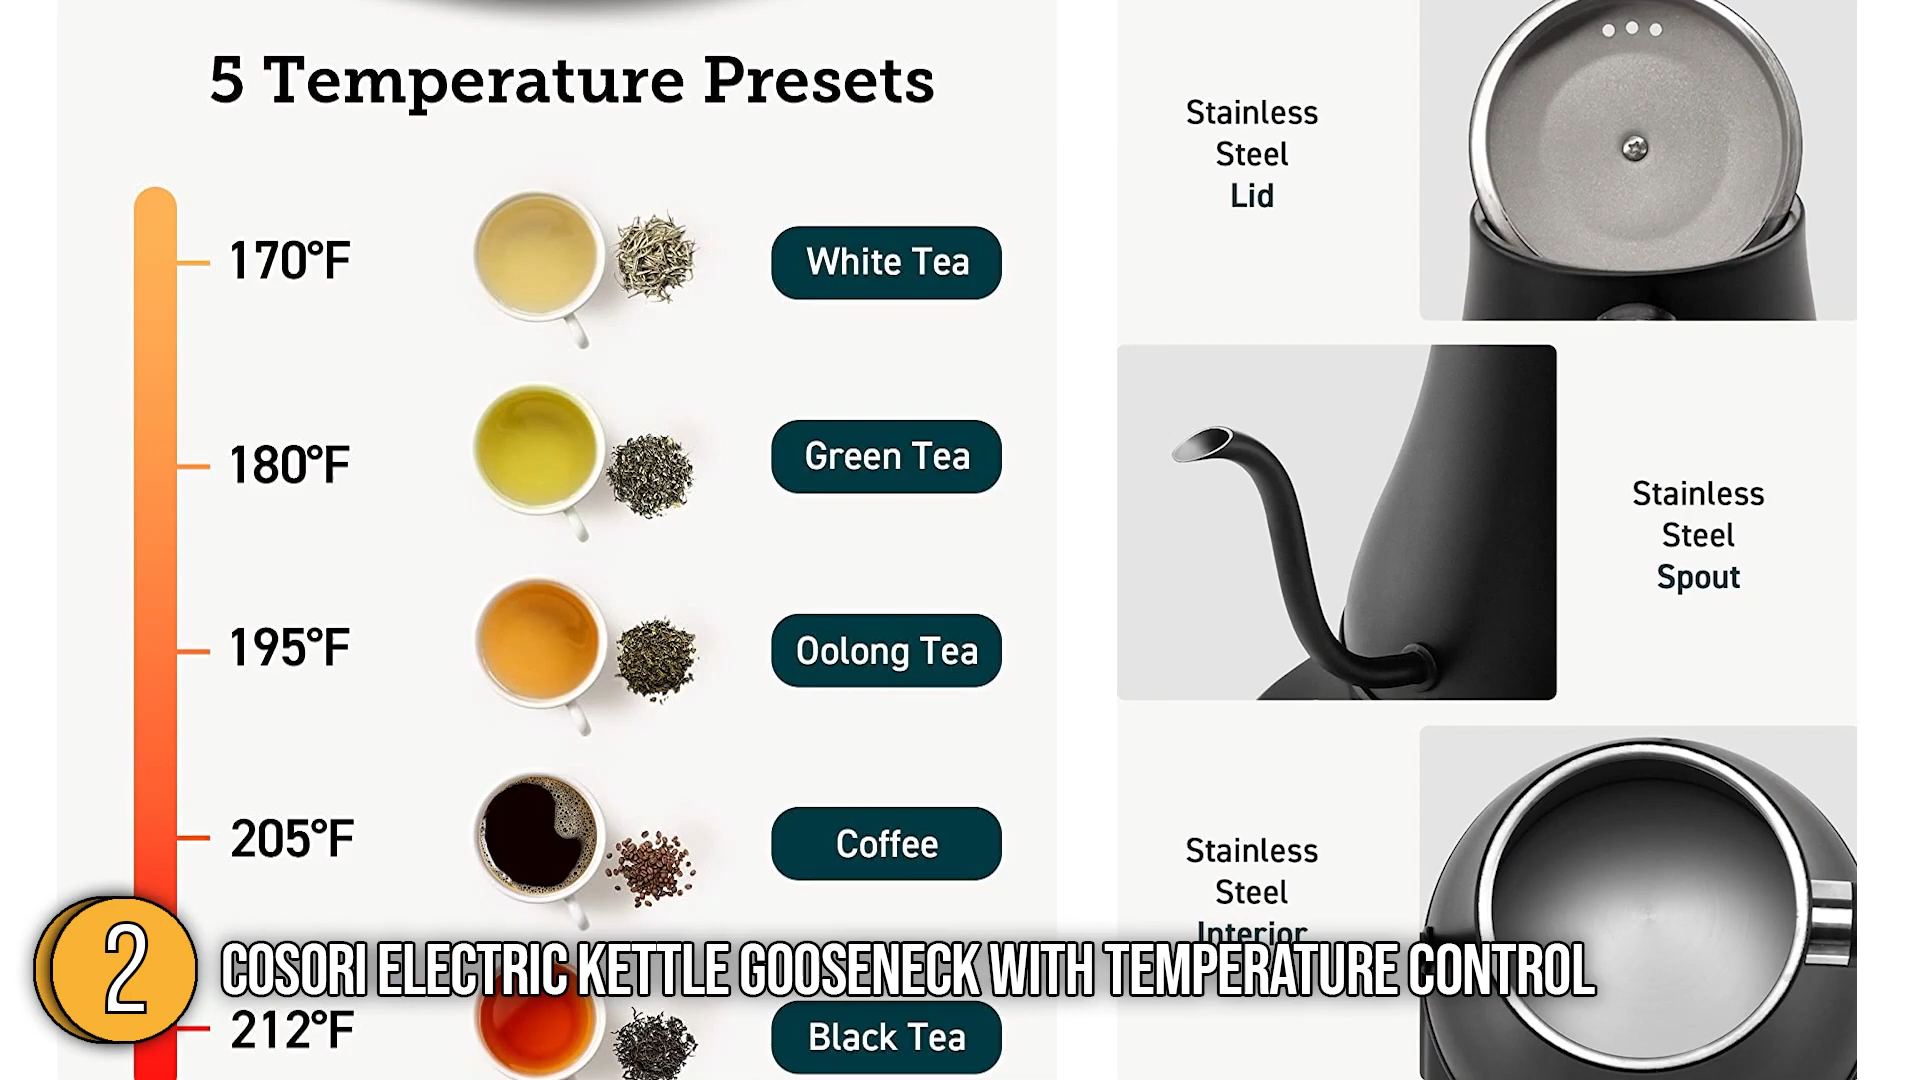 5 Temperature Presets
170°F
White Tea
180°F
Green Tea
195°F
Oolong Tea
205°F
Coffee
212°F
Black Tea
Stainless
Steel
Lid
Stainless
Steel
Spout
Stainless
Steel
Interior
2
COSORI ELECTRIC KETTLE GOOSENECK WITH TEMPERATURE CONTROL